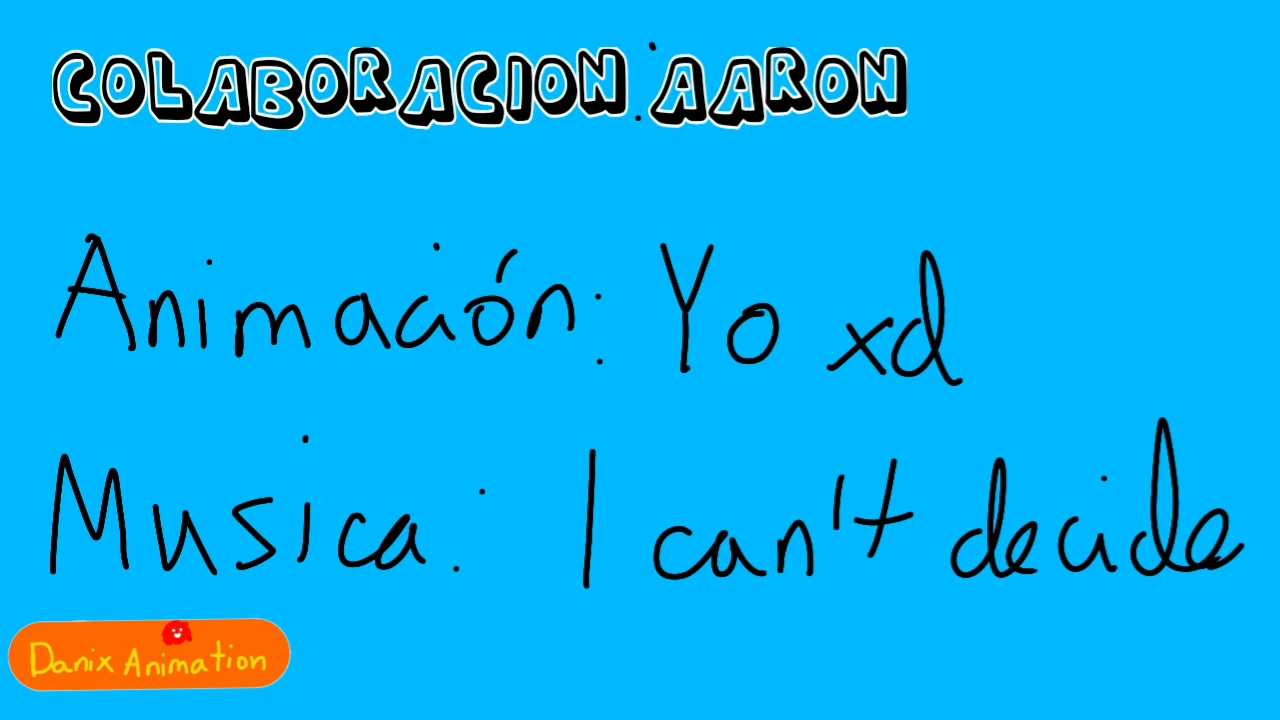 COLABORACION : AARON
Animación: Yo xd
Musica: I can't decide
Danix Animation